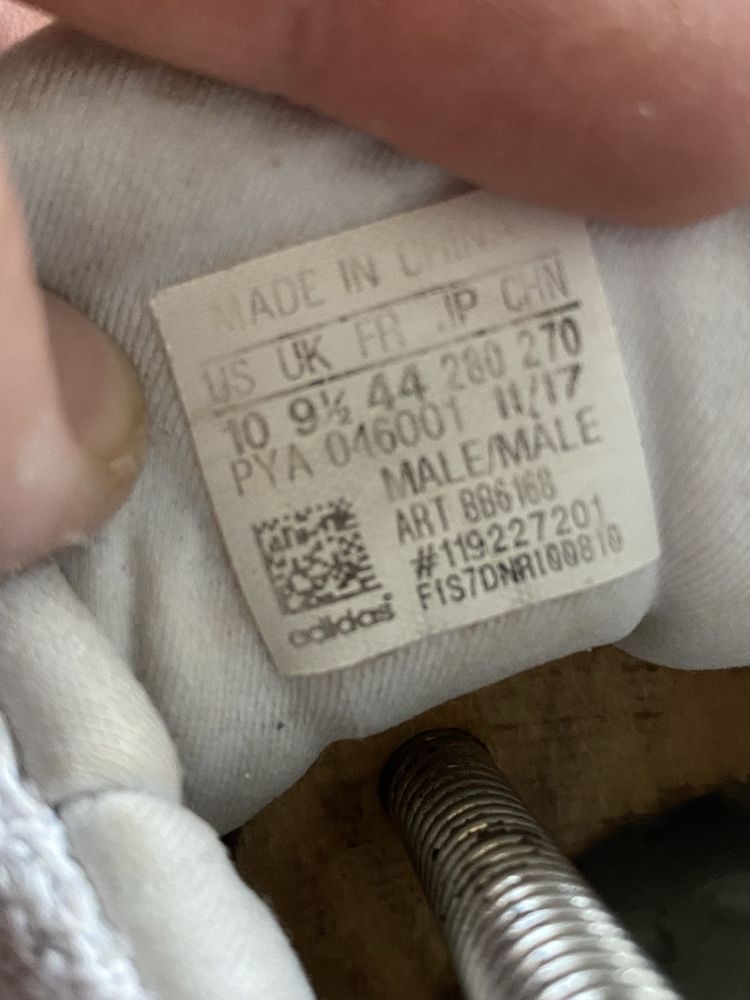 MADE IN CHINA
US UK FR JP CHN
10 9½ 44 280 270
PYA 046001 11/17
MALE/MÂLE
ART BB6168
#119227201
F1S7DNR100810
adidas